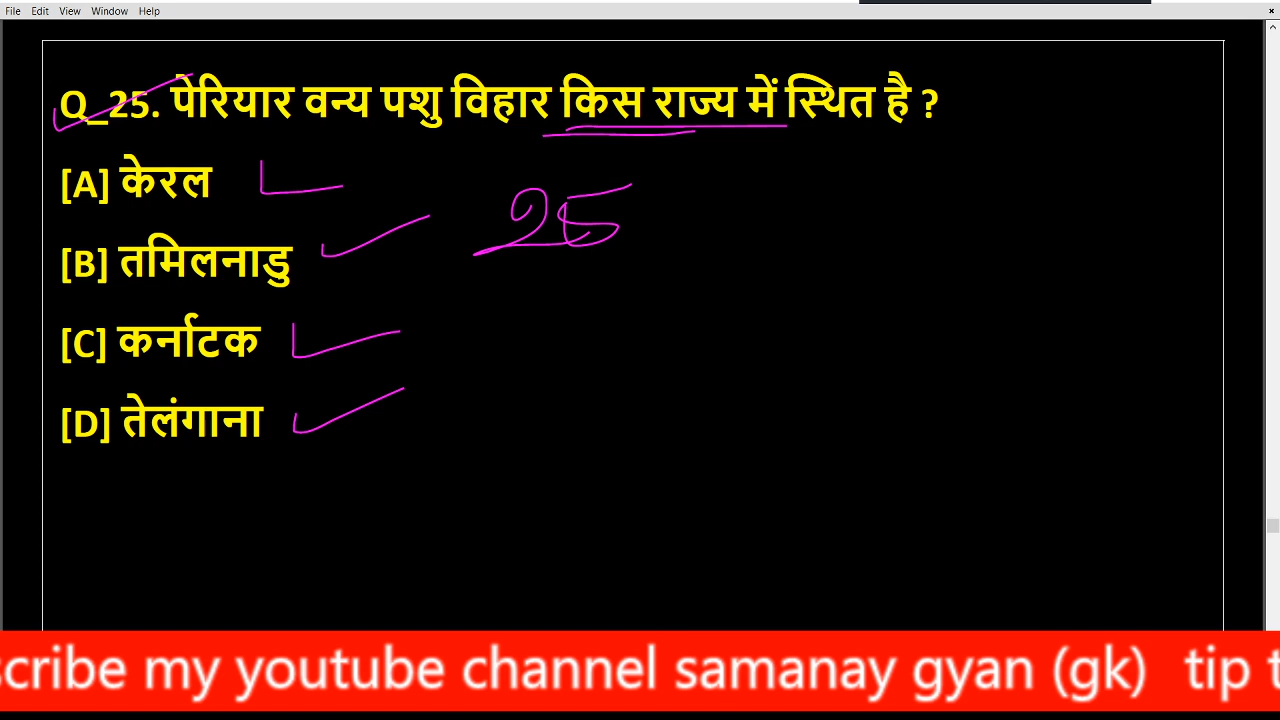 File Edit View Window Help
Q_25. पेरियार वन्य पशु विहार किस राज्य में स्थित है ?
[A] केरल
25
[B] तमिलनाडु
[C] कर्नाटक
[D] तेलंगाना
scribe my youtube channel samanay gyan (gk) tip t